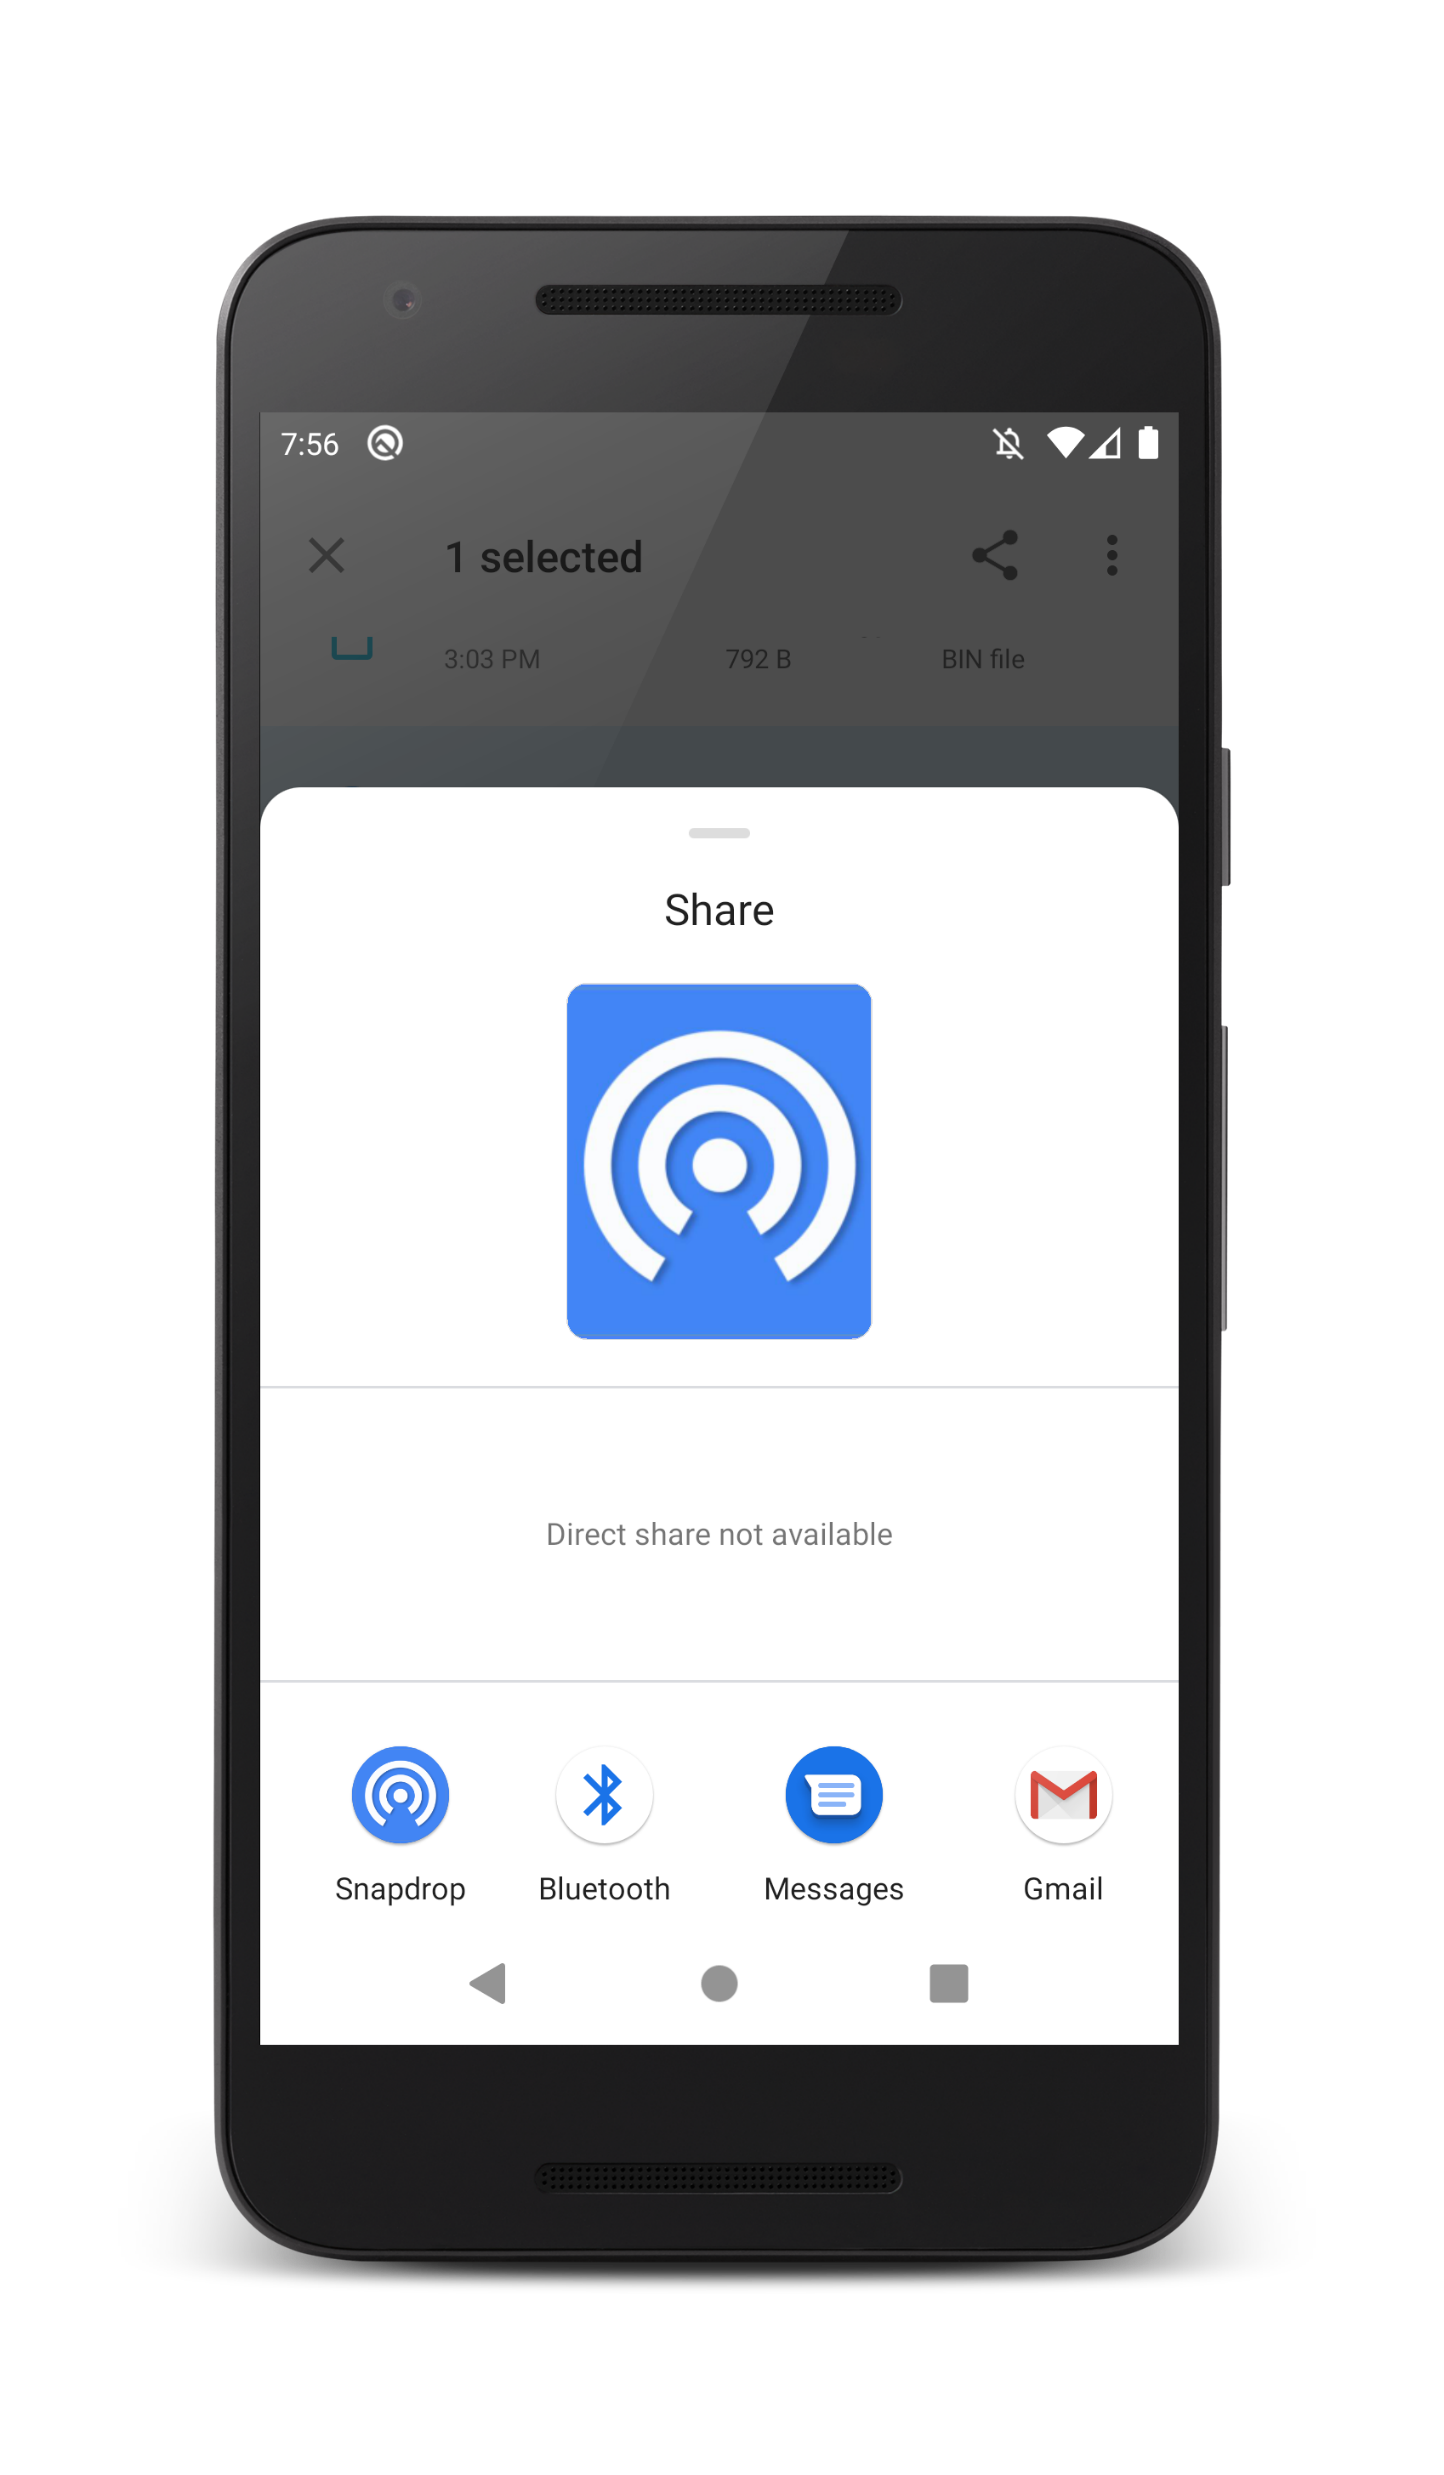 7:56
1 selected
3:03 PM 792 B BIN file
Share
Direct share not available
Snapdrop Bluetooth Messages Gmail